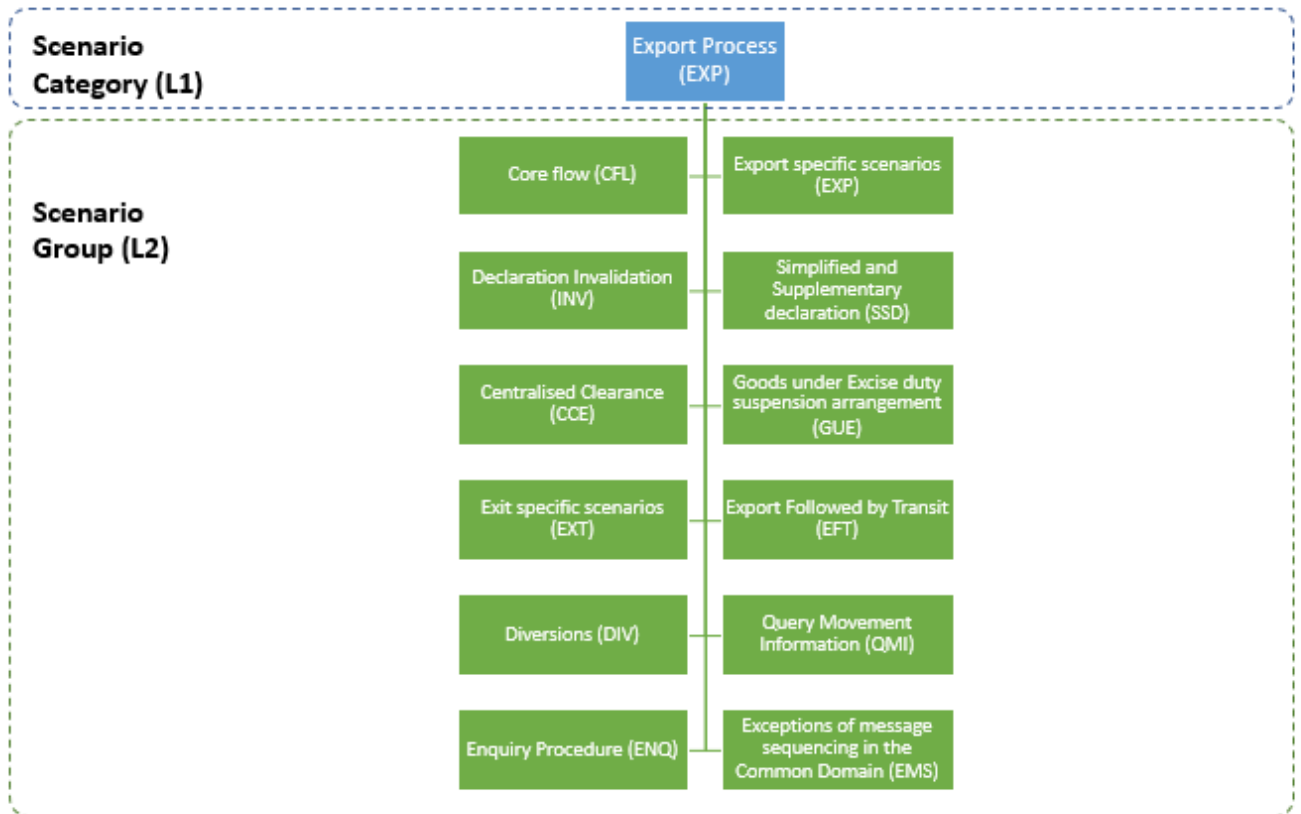 Scenario
Category (L1)
Export Process
(EXP)
Scenario
Group (L2)
Core flow (CFL)
Export specific scenarios
(EXP)
Declaration Invalidation
(INV)
Simplified and
Supplementary
declaration (SSD)
Centralised Clearance
(CCE)
Goods under Excise duty
suspension arrangement
(GUE)
Exit specific scenarios
(EXT)
Export Followed by Transit
(EFT)
Diversions (DIV)
Query Movement
Information (QMI)
Enquiry Procedure (ENQ)
Exceptions of message
sequencing in the
Common Domain (EMS)